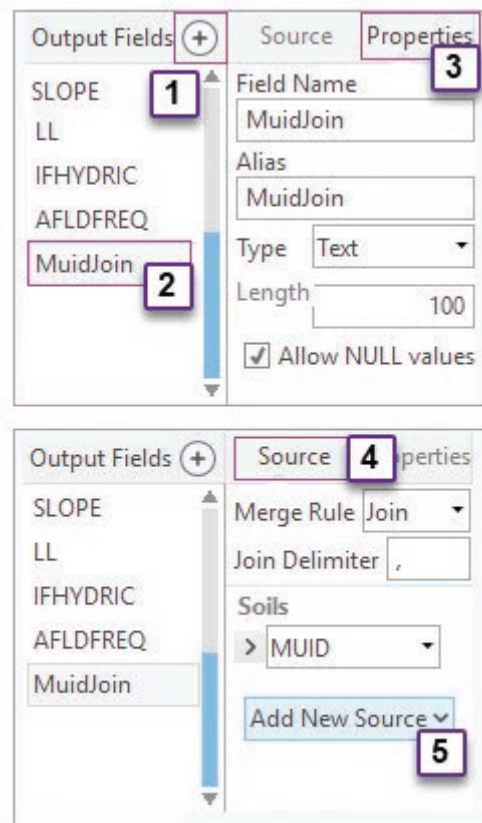 Output Fields +
1
SLOPE
LL
IFHYDRIC
AFLDFREQ
MuidJoin
2
Source Properties
3
Field Name
MuidJoin
Alias
MuidJoin
Type Text
Length 100
Allow NULL values
Output Fields +
SLOPE
LL
IFHYDRIC
AFLDFREQ
MuidJoin
Source 4 perties
Merge Rule Join
Join Delimiter ,
Soils
> MUID
Add New Source
5